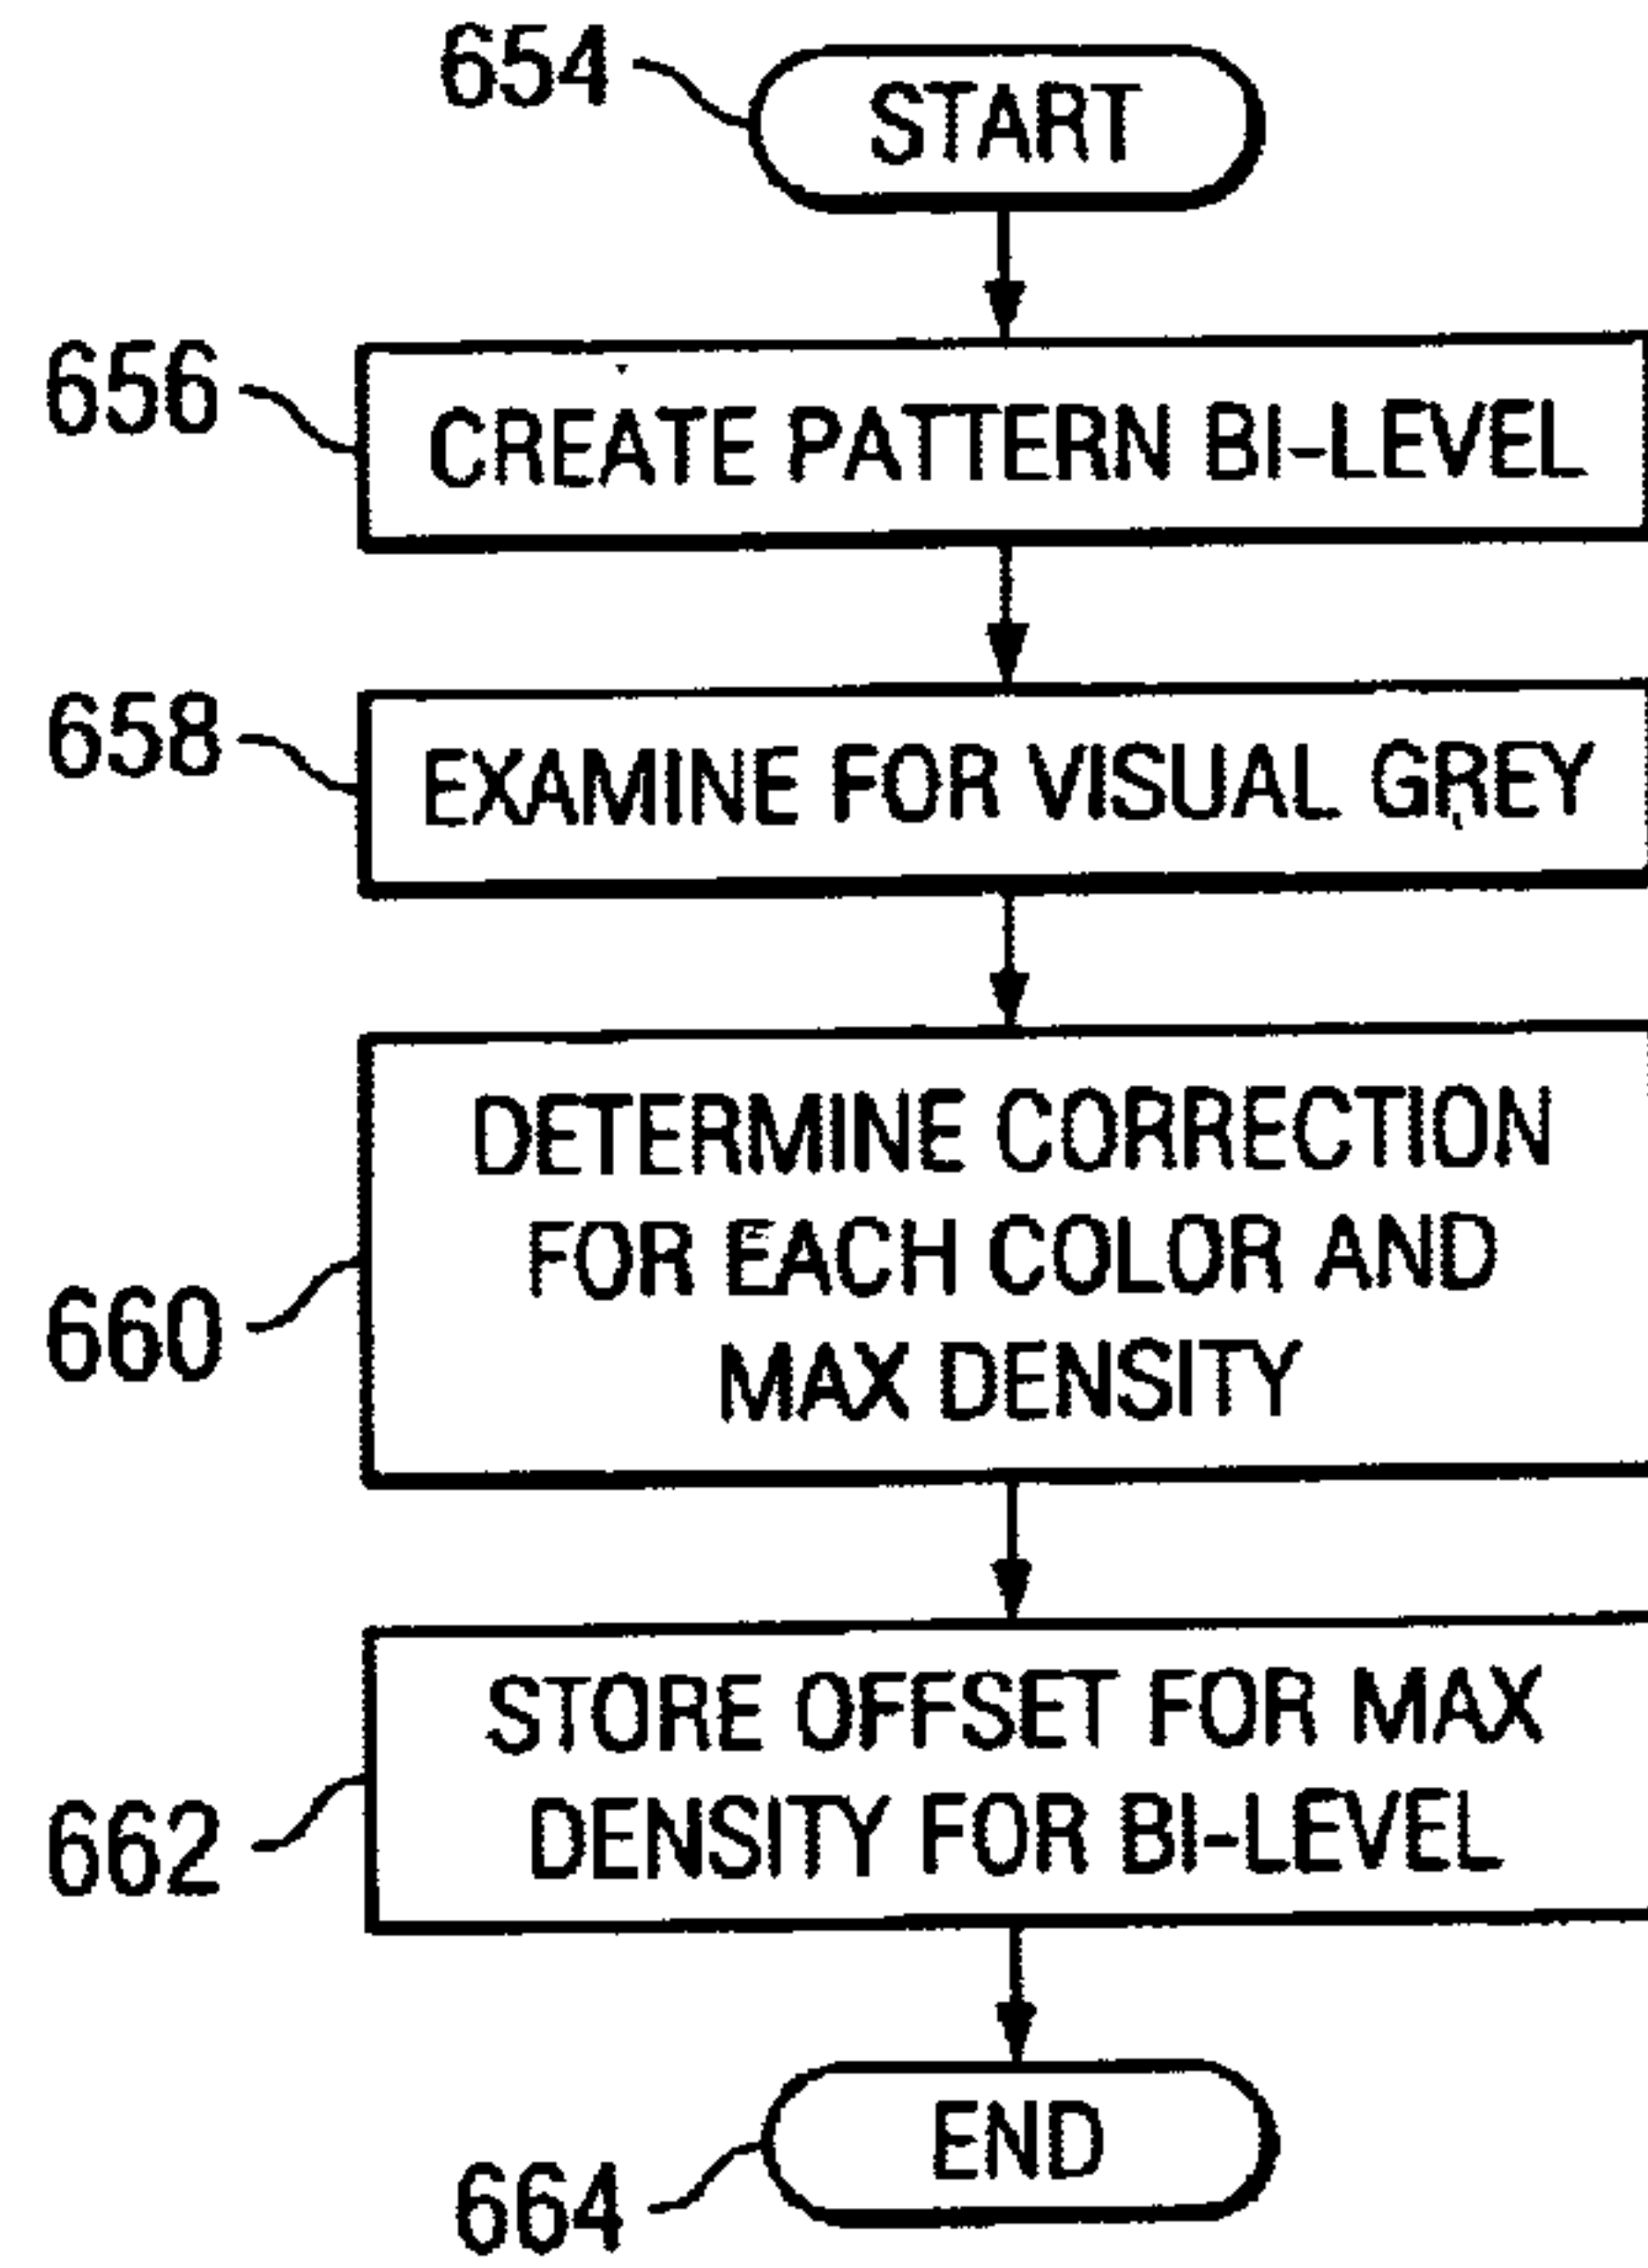 654
START
656
CREATE PATTERN BI-LEVEL
658
EXAMINE FOR VISUAL GREY
DETERMINE CORRECTION
FOR EACH COLOR AND
660
MAX DENSITY
STORE OFFSET FOR MAX
662
DENSITY FOR BI-LEVEL
END
664